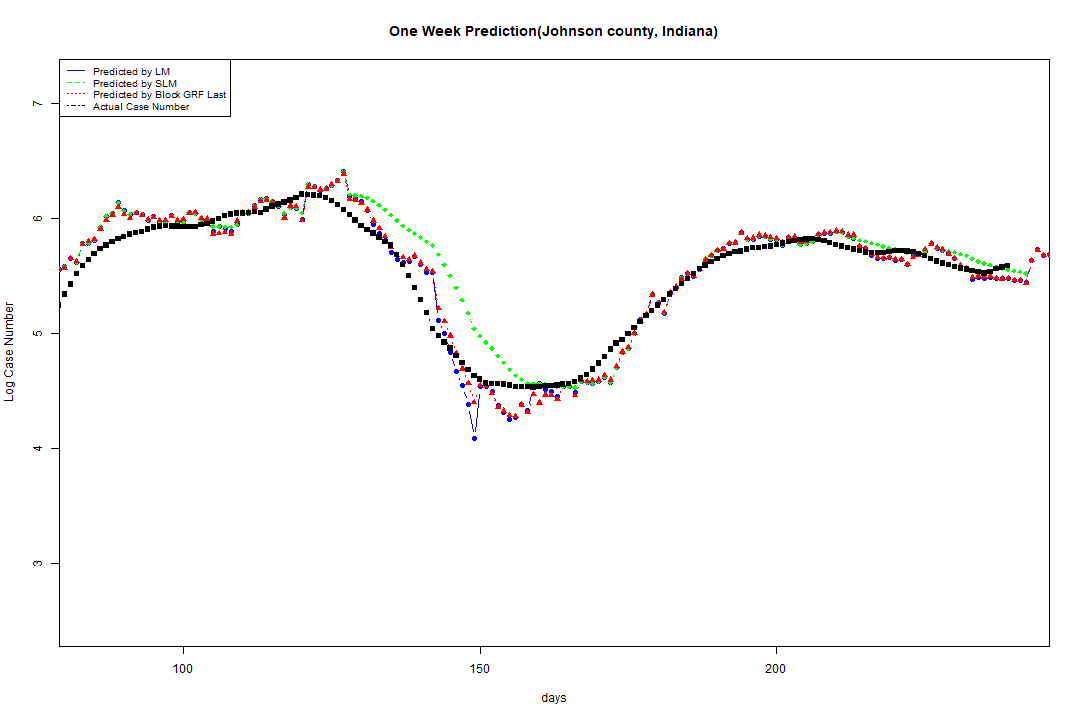 One Week Prediction(Johnson county, Indiana)
Predicted by LM
Predicted by SLM
Predicted by Block GRF Last
Actual Case Number
7
6
5
4
3
Log Case Number
100 150 200
days